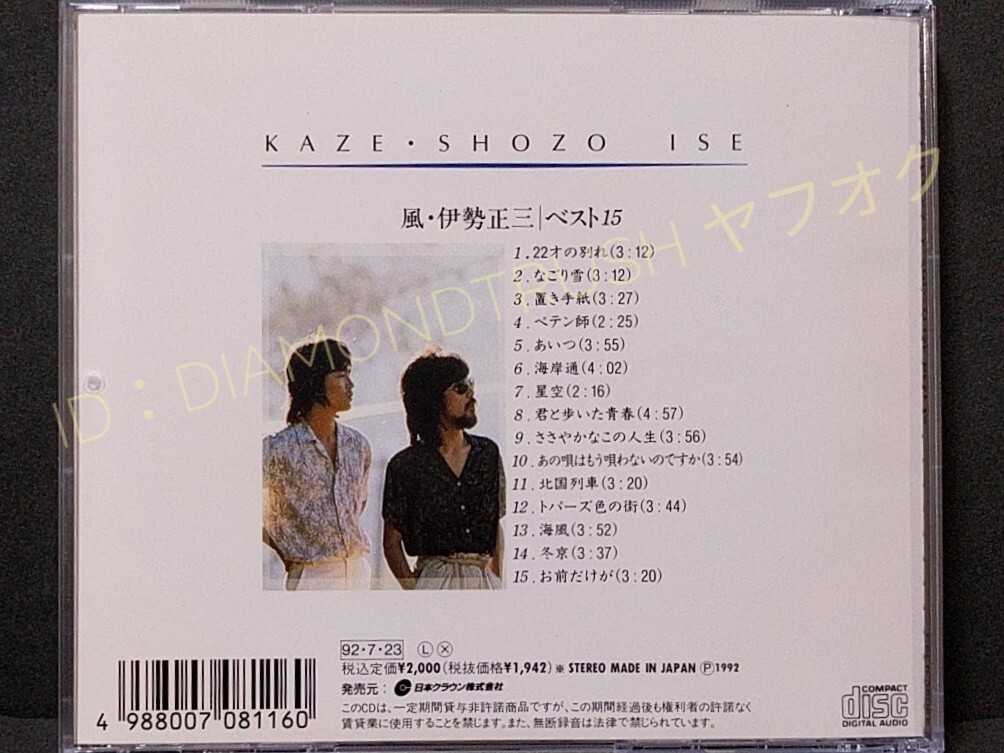 KAZE・SHOZO ISE
風・伊勢正三|ベスト15
1.22才の別れ(3:12)
2.なごり雪(3:12)
3.置き手紙(3:27)
4.ペテン師(2:25)
5.あいつ(3:55)
6.海岸通(4:02)
7.星空(2:16)
8.君と歩いた青春(4:57)
9.ささやかなこの人生(3:56)
10.あの唄はもう唄わないのですか(3:54)
11.北国列車(3:20)
12.トパーズ色の街(3:44)
13.海風(3:52)
14.冬京(3:37)
15.お前だけが(3:20)
ID:DIAMONDTRUSH ヤフオク
92・7・23 Ⓛ Ⓧ
税込定価¥2,000(税抜価格¥1,942)※ STEREO MADE IN JAPAN Ⓟ1992
発売元: 日本クラウン株式会社
このCDは、一定期間貸与非許諾商品ですが、この期間経過後も権利者の許諾なく
賃貸業に使用することを禁じます。また、無断録音は法律で禁じられています。
4 988007 081160
COMPACT
disc
DIGITAL AUDIO